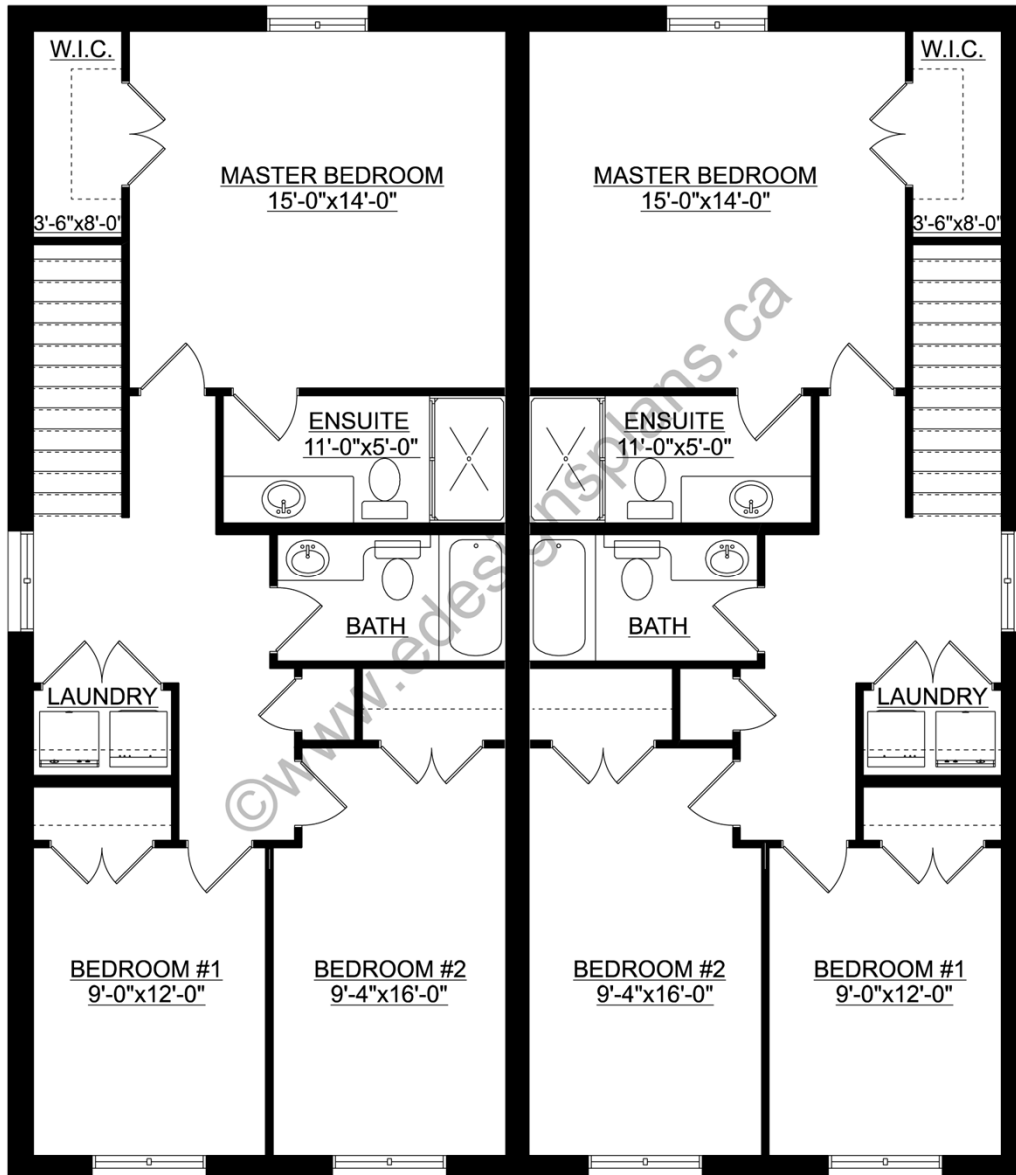 W.I.C.
W.I.C.
MASTER BEDROOM
15'-0"x14'-0"
MASTER BEDROOM
15'-0"x14'-0"
3'-6"x8'-0"
3'-6"x8'-0"
ENSUITE
11'-0"x5'-0"
ENSUITE
11'-0"x5'-0"
BATH
BATH
LAUNDRY
LAUNDRY
BEDROOM #1
9'-0"x12'-0"
BEDROOM #2
9'-4"x16'-0"
BEDROOM #2
9'-4"x16'-0"
BEDROOM #1
9'-0"x12'-0"
©www.edesignsplans.ca